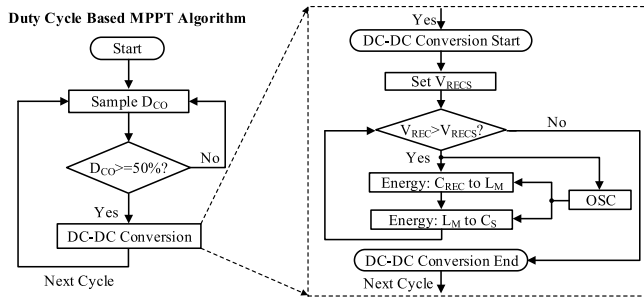 Duty Cycle Based MPPT Algorithm
Start
Sample D_CO
D_CO>=50%?
No
Yes
DC-DC Conversion
Next Cycle
Yes
DC-DC Conversion Start
Set V_RECS
V_REC>V_RECS?
No
Yes
Energy: C_REC to L_M
OSC
Energy: L_M to C_S
DC-DC Conversion End
Next Cycle